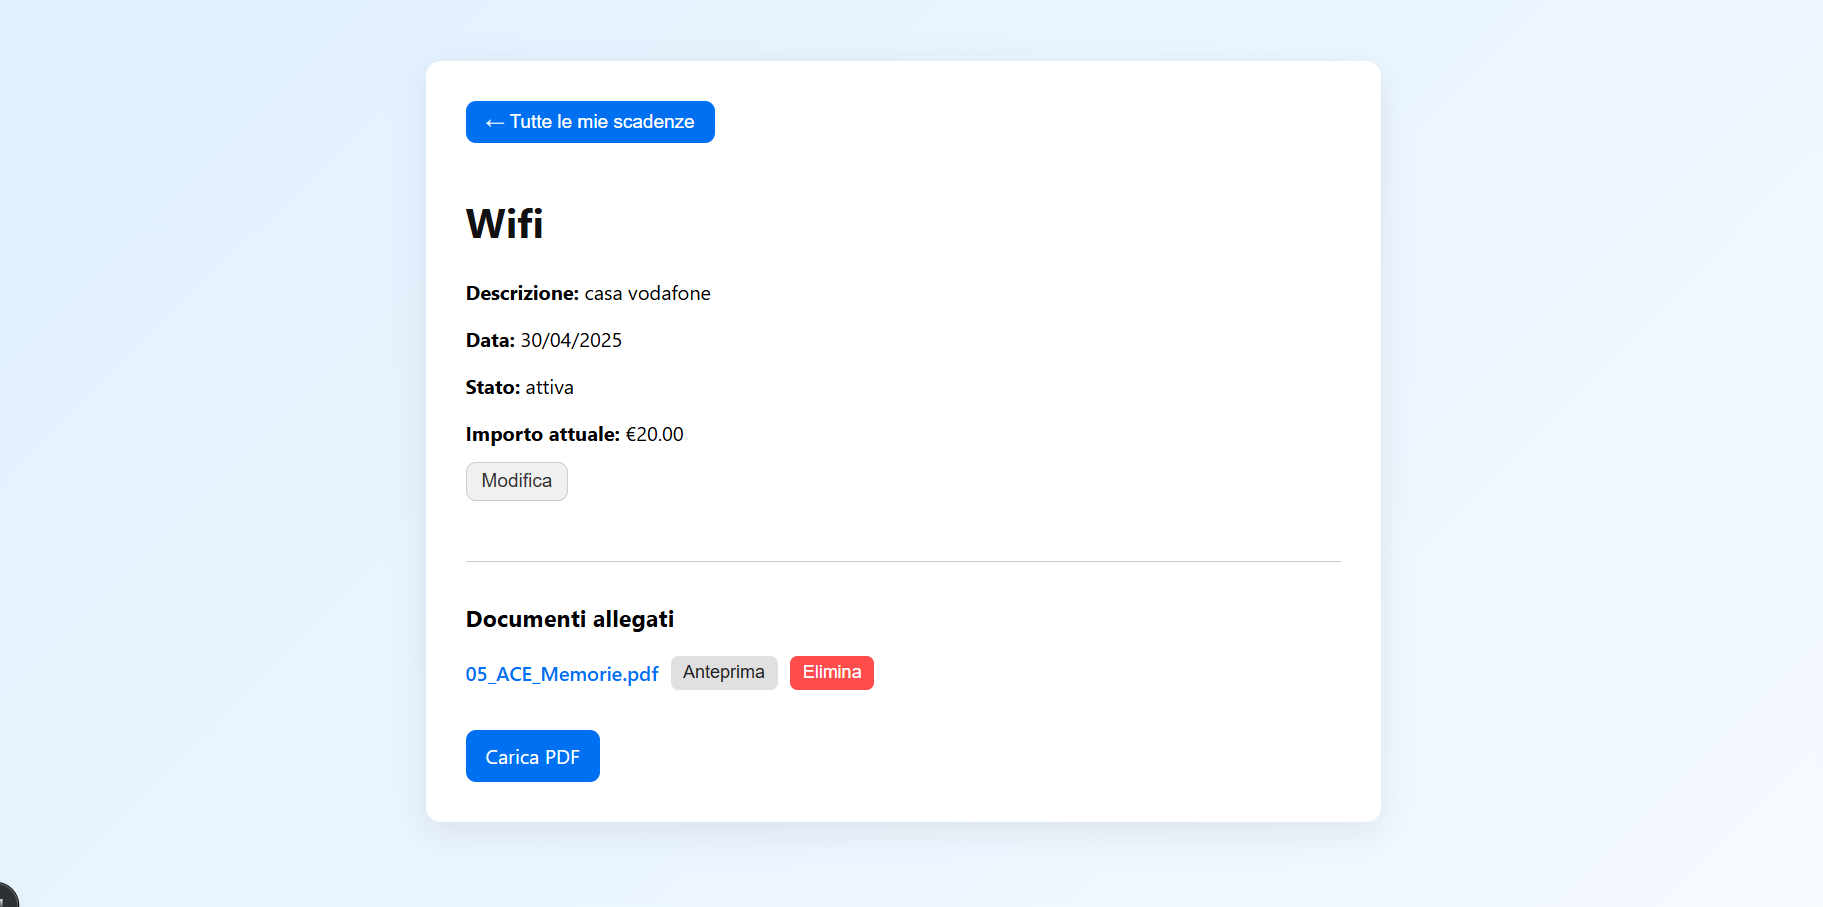 ← Tutte le mie scadenze
Wifi
Descrizione: casa vodafone
Data: 30/04/2025
Stato: attiva
Importo attuale: €20.00
Modifica
Documenti allegati
05_ACE_Memorie.pdf Anteprima Elimina
Carica PDF